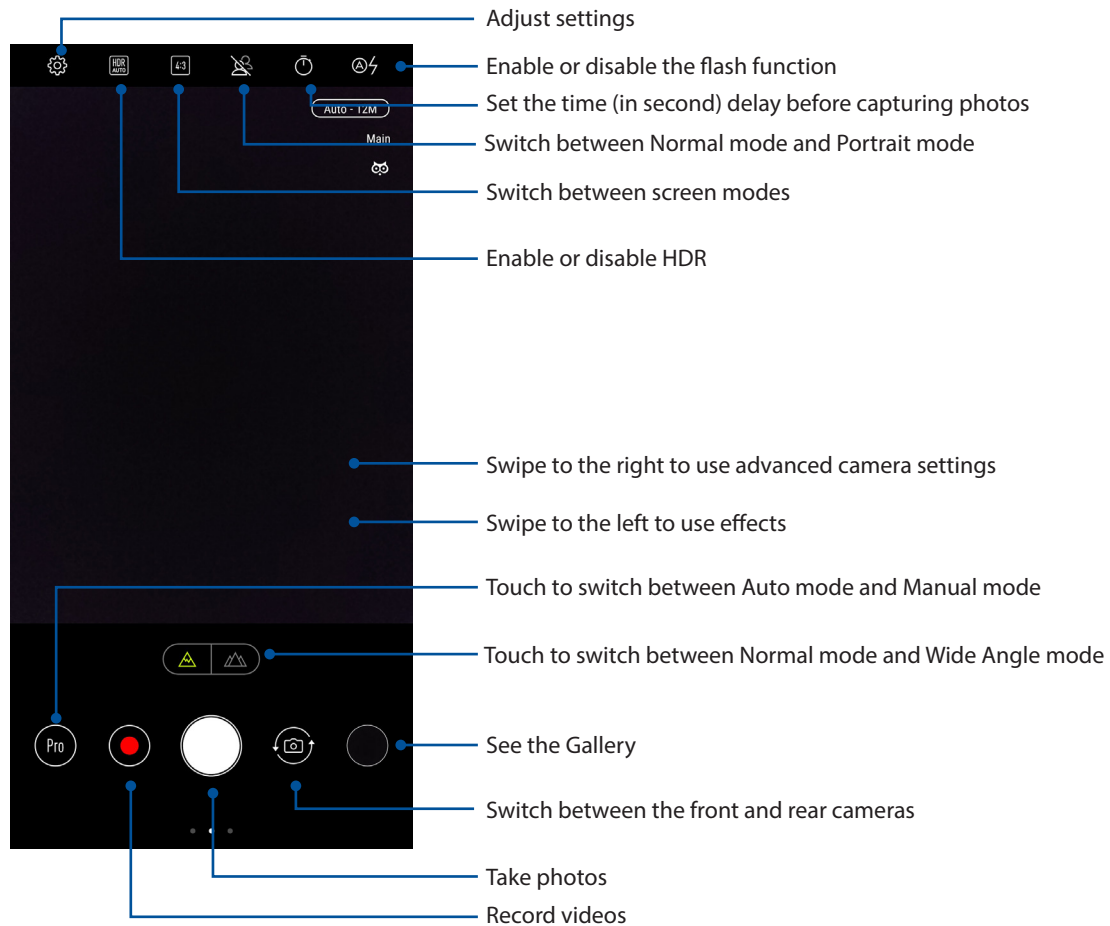 Adjust settings
HDR
AUTO
4:3
A
Enable or disable the flash function
Set the time (in second) delay before capturing photos
Auto - 12M
Main
Switch between Normal mode and Portrait mode
Switch between screen modes
Enable or disable HDR
Swipe to the right to use advanced camera settings
Swipe to the left to use effects
Touch to switch between Auto mode and Manual mode
Touch to switch between Normal mode and Wide Angle mode
Pro
See the Gallery
Switch between the front and rear cameras
Take photos
Record videos